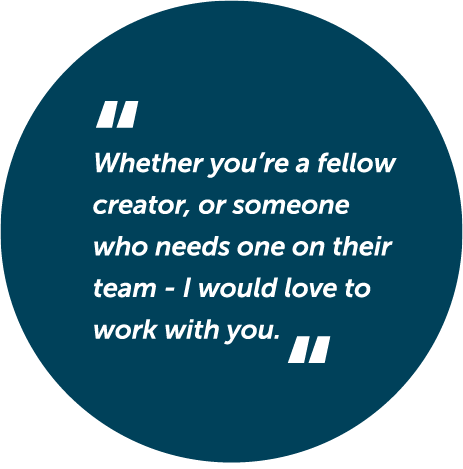 "
Whether you’re a fellow
creator, or someone
who needs one on their
team - I would love to
work with you.
"